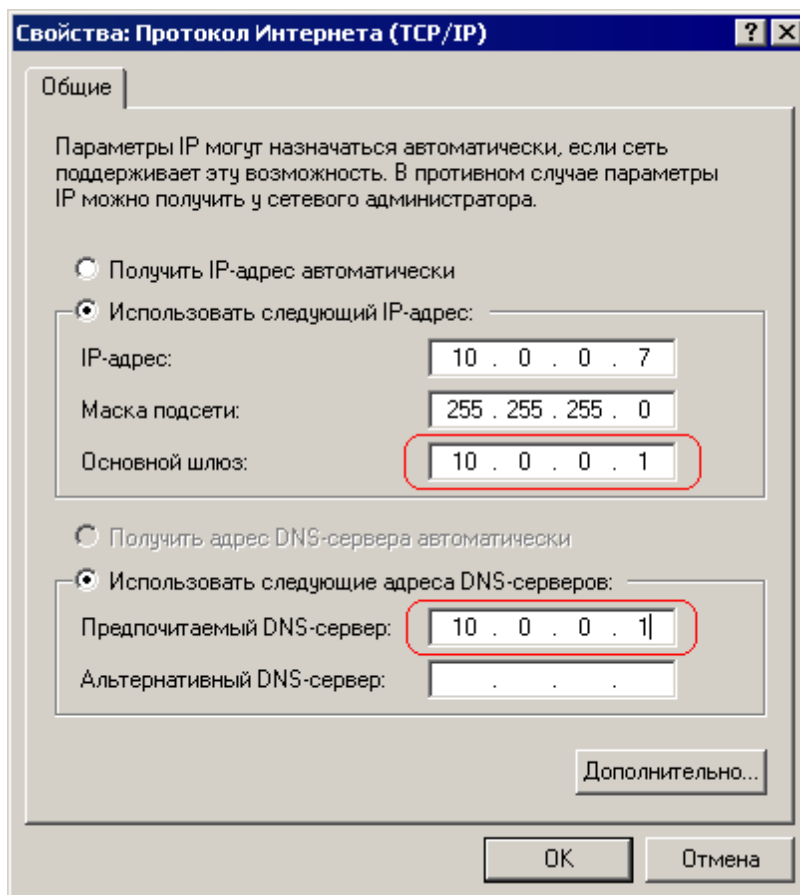 Свойства: Протокол Интернета (TCP/IP)
Общие
Параметры IP могут назначаться автоматически, если сеть
поддерживает эту возможность. В противном случае параметры
IP можно получить у сетевого администратора.
Получить IP-адрес автоматически
Использовать следующий IP-адрес:
IP-адрес: 10 . 0 . 0 . 7
Маска подсети: 255 . 255 . 255 . 0
Основной шлюз: 10 . 0 . 0 . 1
Получить адрес DNS-сервера автоматически
Использовать следующие адреса DNS-серверов:
Предпочитаемый DNS-сервер: 10 . 0 . 0 . 1
Альтернативный DNS-сервер: . . .
Дополнительно...
OK Отмена